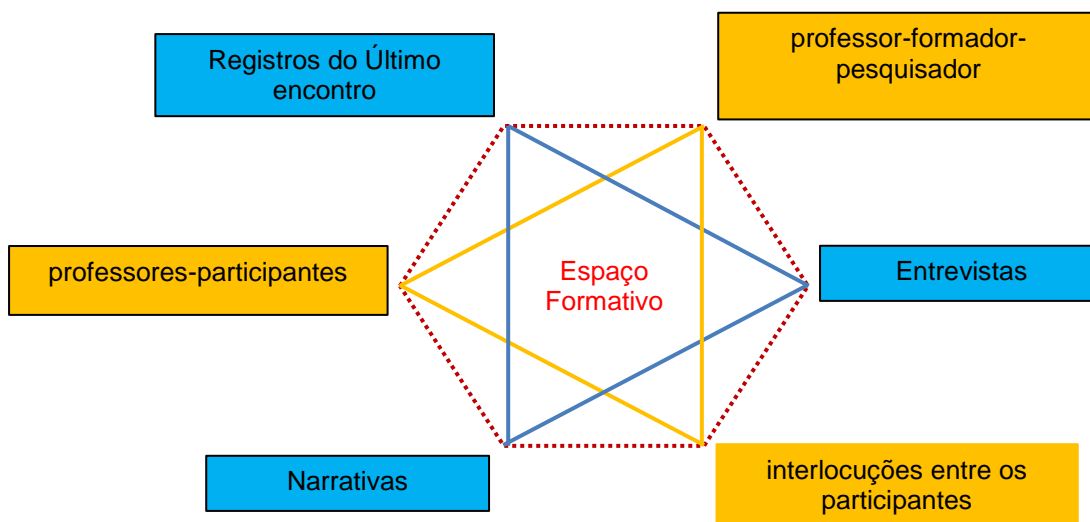 Registros do Último
encontro
professor-formador-
pesquisador
professores-participantes
Espaço
Formativo
Entrevistas
Narrativas
interlocuções entre os
participantes